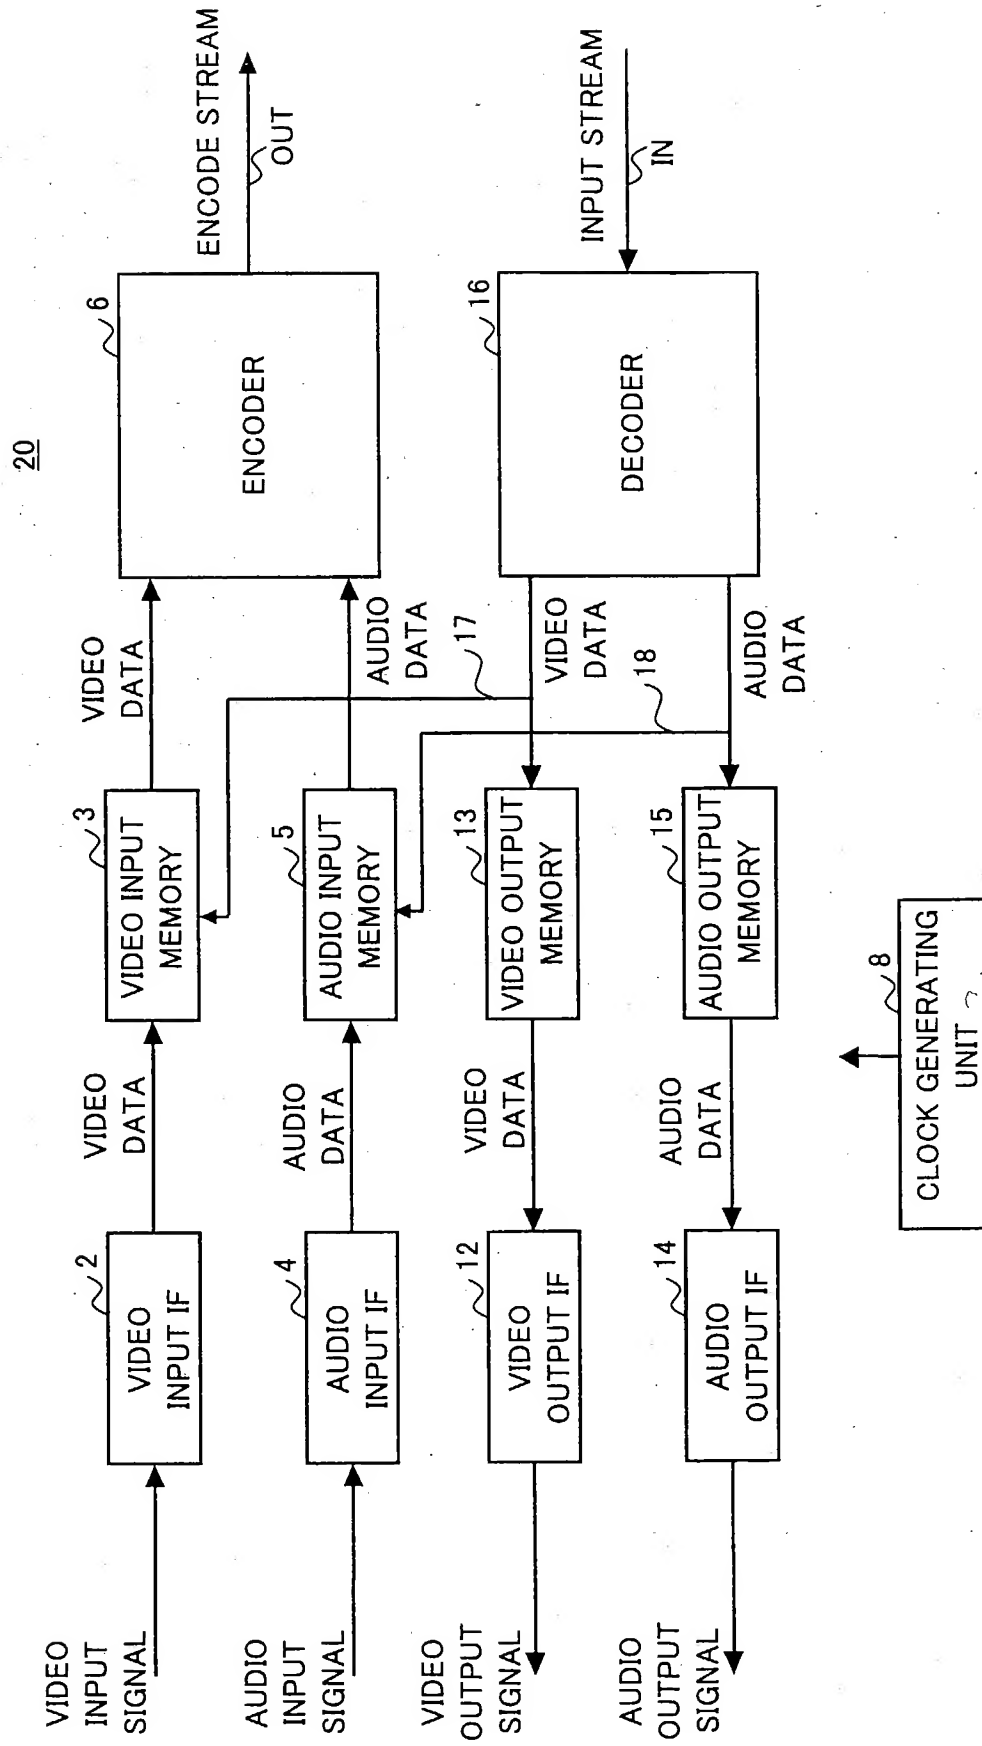 20
VIDEO
INPUT
SIGNAL
2
VIDEO
INPUT IF
VIDEO
DATA
3
VIDEO INPUT
MEMORY
VIDEO
DATA
6
ENCODER
ENCODE STREAM
OUT
AUDIO
INPUT
SIGNAL
4
AUDIO
INPUT IF
AUDIO
DATA
5
AUDIO INPUT
MEMORY
AUDIO
DATA
17
VIDEO
OUTPUT
SIGNAL
12
VIDEO
OUTPUT IF
VIDEO
DATA
13
VIDEO OUTPUT
MEMORY
VIDEO
DATA
16
DECODER
INPUT STREAM
IN
18
AUDIO
OUTPUT
SIGNAL
14
AUDIO
OUTPUT IF
AUDIO
DATA
15
AUDIO OUTPUT
MEMORY
AUDIO
DATA
8
CLOCK GENERATING
UNIT